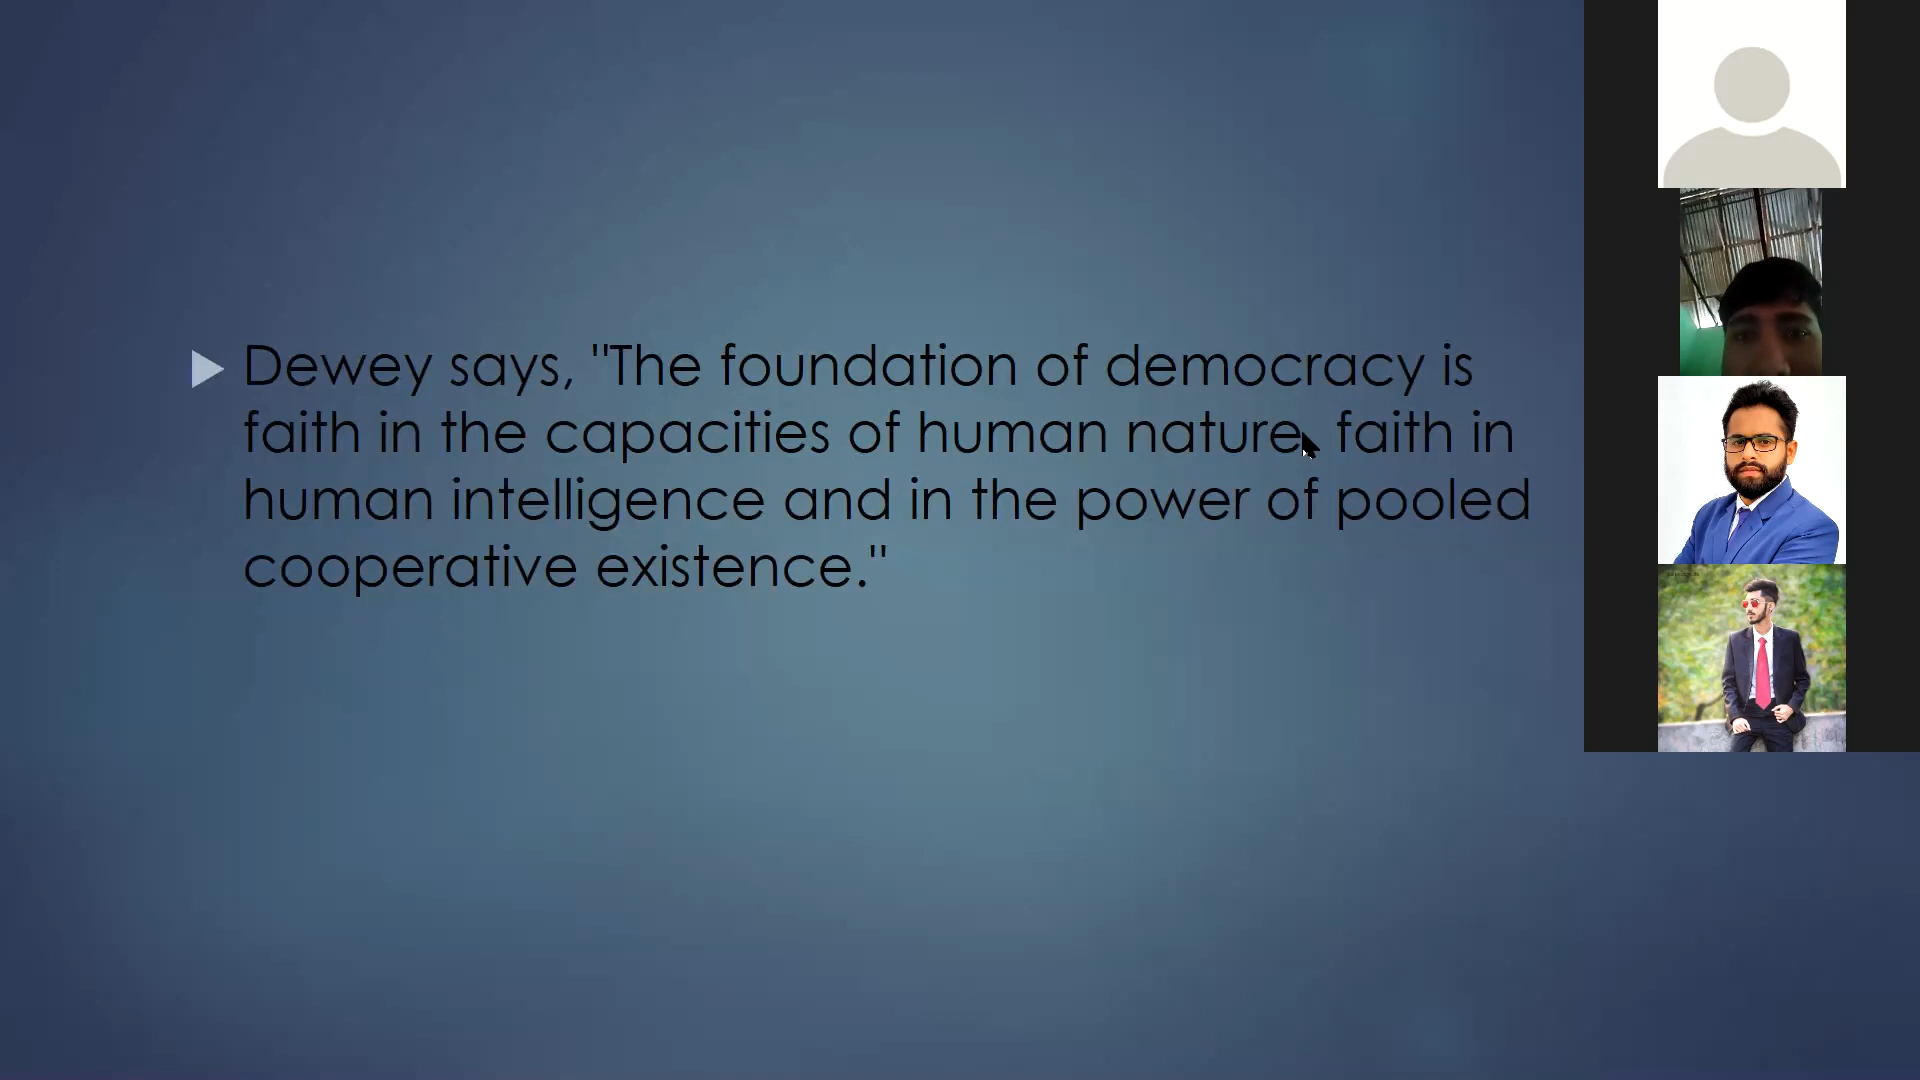 Dewey says, "The foundation of democracy is
faith in the capacities of human nature, faith in
human intelligence and in the power of pooled
cooperative existence."